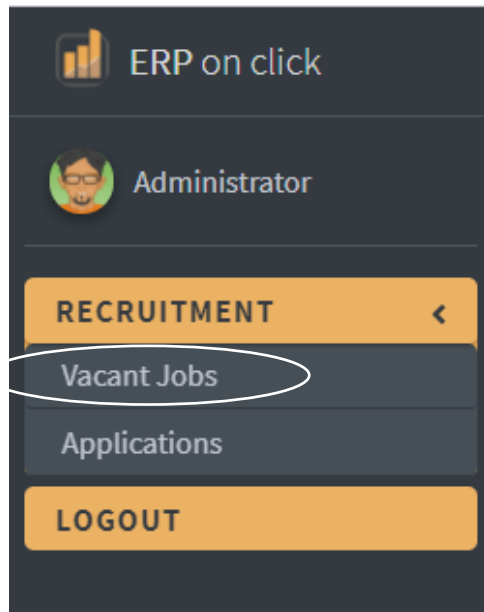 ERP on click
Administrator
RECRUITMENT
Vacant Jobs
Applications
LOGOUT